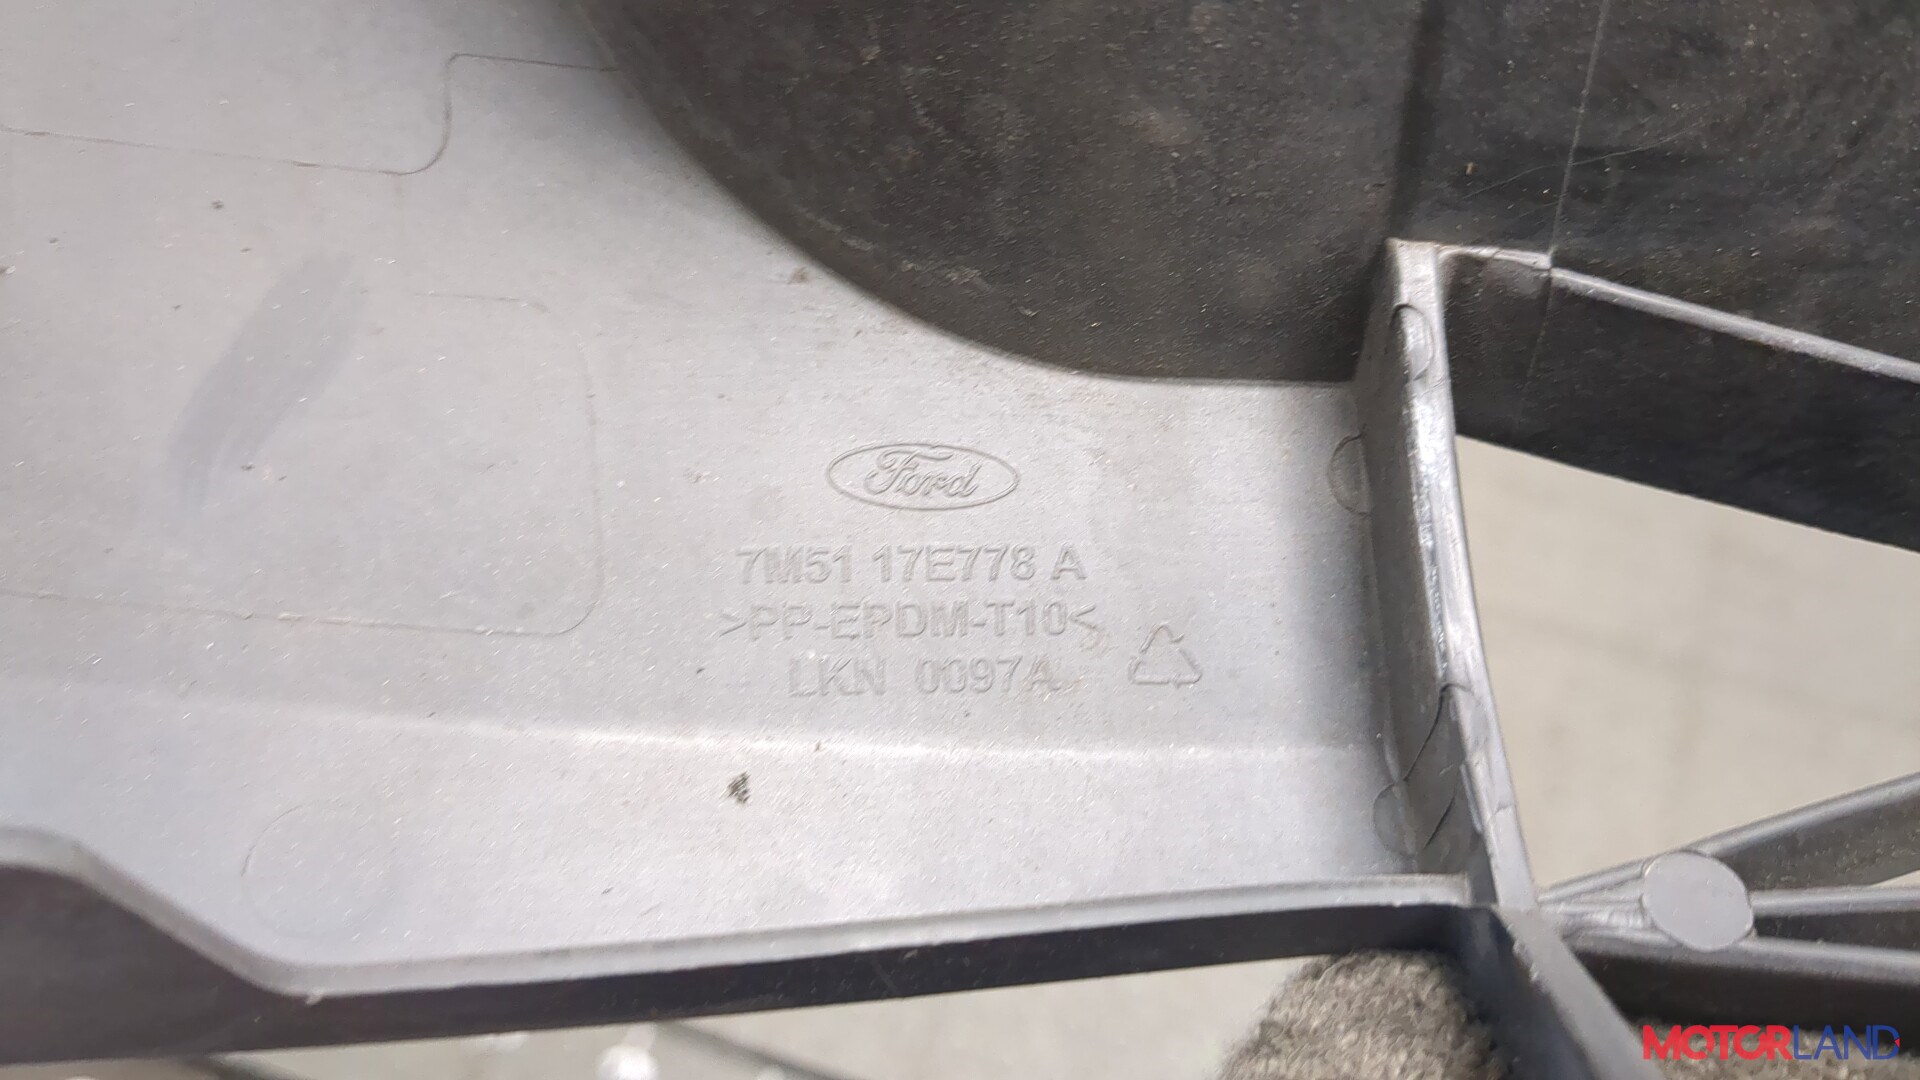 Ford
7M51 17E778 A
>PP-EPDM-T10<
LKN 0097A
MOTORLAND